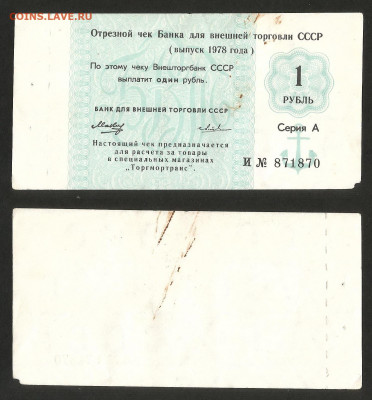 COINS.LAVE.RU
Отрезной чек Банка для внешней торговли СССР
(выпуск 1978 года)
По этому чеку Внешторгбанк СССР
выплатит один рубль.
1
РУБЛЬ
БАНК ДЛЯ ВНЕШНЕЙ ТОРГОВЛИ СССР
Серия А
Настоящий чек предназначается
для расчета за товары
в специальных магазинах
„Торгмортранс".
И № 871870